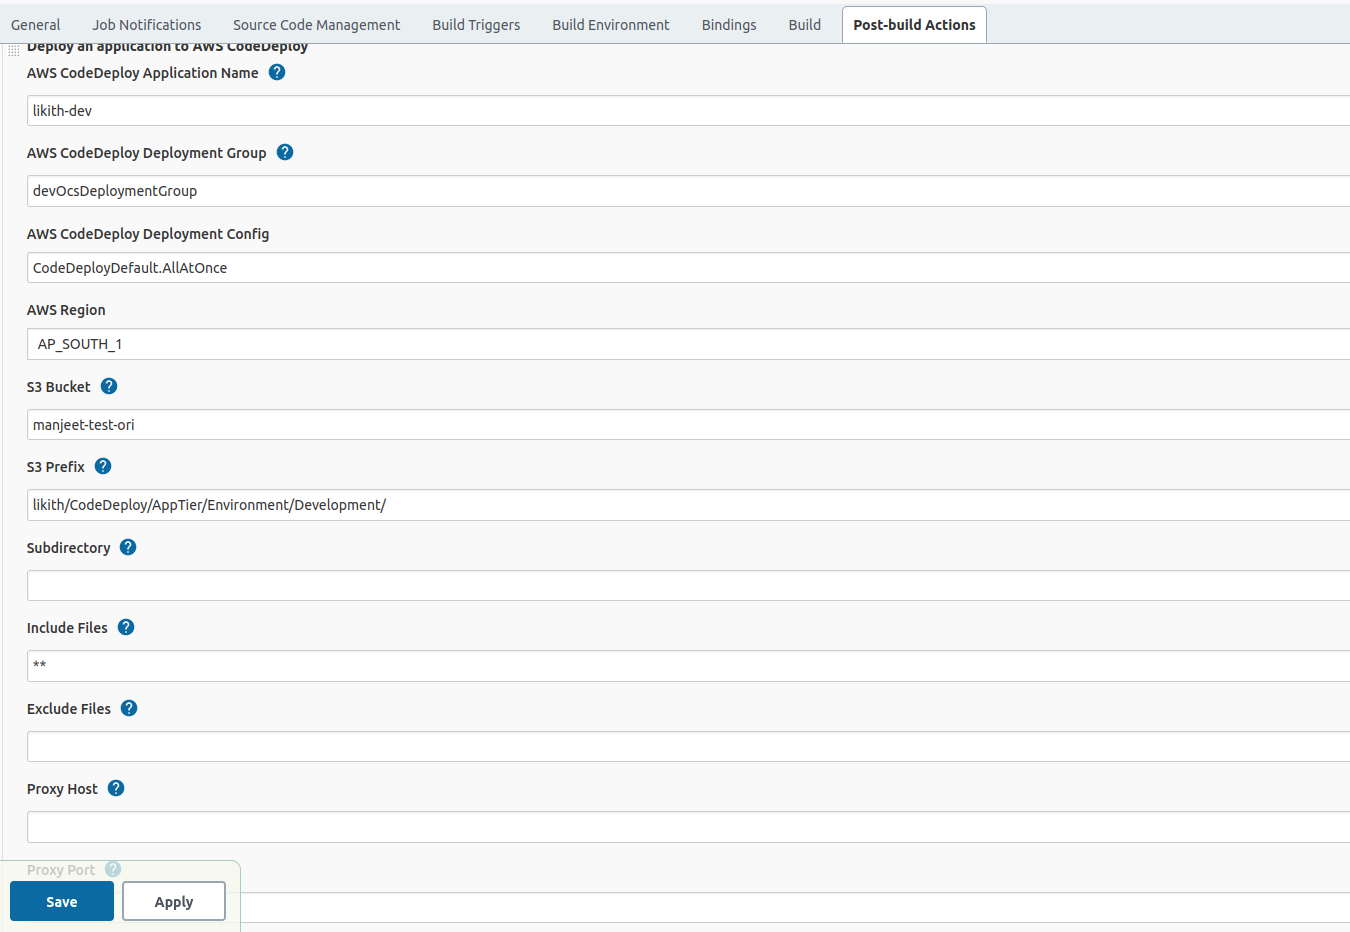 General Job Notifications Source Code Management Build Triggers Build Environment Bindings Build Post-build Actions
Deploy an application to AWS CodeDeploy
AWS CodeDeploy Application Name ?
likith-dev
AWS CodeDeploy Deployment Group ?
devOcsDeploymentGroup
AWS CodeDeploy Deployment Config
CodeDeployDefault.AllAtOnce
AWS Region
AP_SOUTH_1
S3 Bucket ?
manjeet-test-ori
S3 Prefix ?
likith/CodeDeploy/AppTier/Environment/Development/
Subdirectory ?
Include Files ?
**
Exclude Files ?
Proxy Host ?
Proxy Port ?
Save Apply